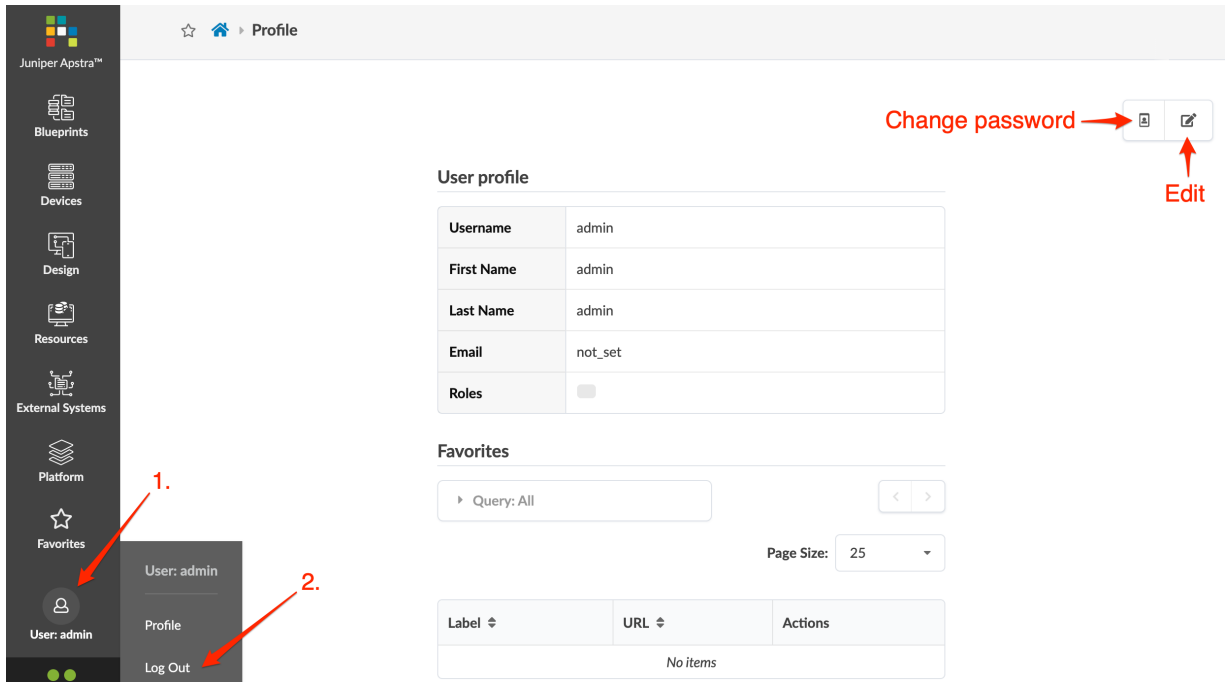 Juniper Apstra™
Blueprints
Devices
Design
Resources
External Systems
Platform
Favorites
User: admin
1.
User: admin
Profile
Log Out
2.
Profile
Change password
Edit
User profile
Username admin
First Name admin
Last Name admin
Email not_set
Roles
Favorites
Query: All
Page Size: 25
Label URL Actions
No items